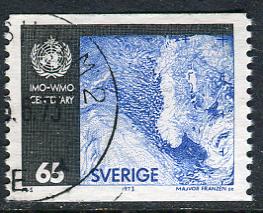 IMO-WMO
CENTENARY
65
SVERIGE
1973
MAJVOR FRANZÉN SC